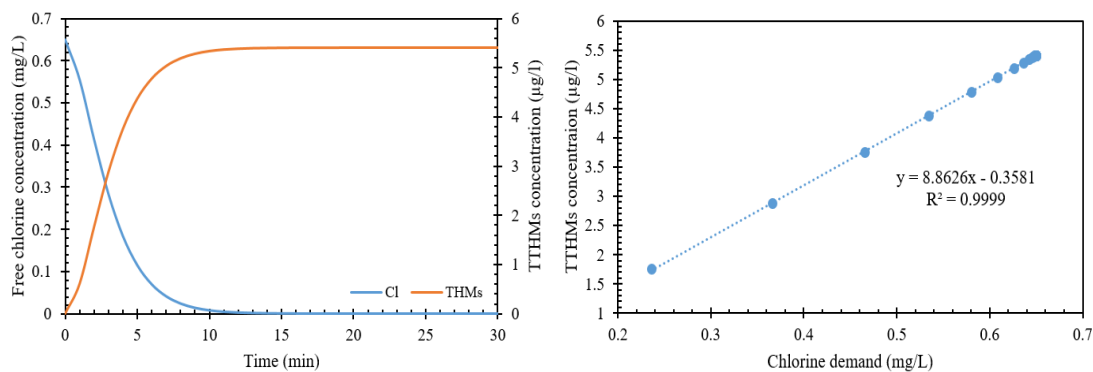 Free chlorine concentration (mg/L)
0.7
0.6
0.5
0.4
0.3
0.2
0.1
0
6
5
4
3
2
1
0
TTHMs concentration (µg/l)
Cl THMs
0 5 10 15 20 25 30
Time (min)
TTHMs concentraion (µg/l)
6
5.5
5
4.5
4
3.5
3
2.5
2
1.5
1
y = 8.8626x - 0.3581
R² = 0.9999
0.2 0.3 0.4 0.5 0.6 0.7
Chlorine demand (mg/L)